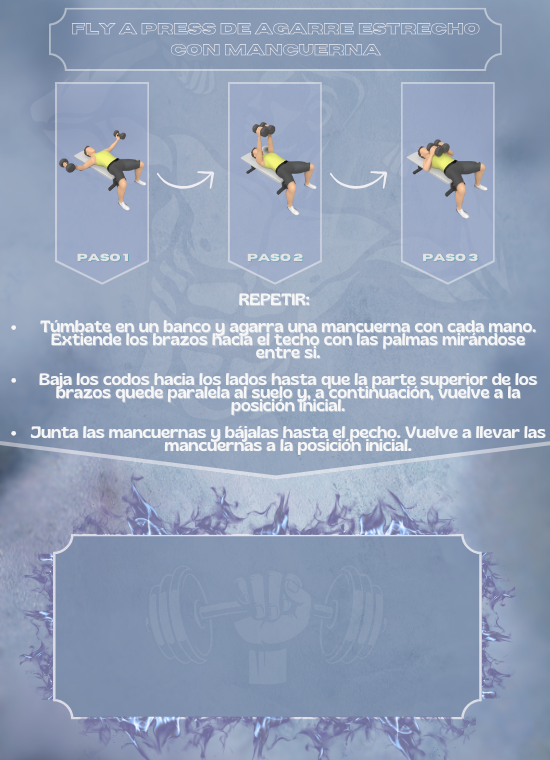 FLY A PRESS DE AGARRE ESTRECHO
CON MANCUERNA
PASO 1
PASO 2
PASO 3
REPETIR:
• Túmbate en un banco y agarra una mancuerna con cada mano.
Extiende los brazos hacia el techo con las palmas mirándose
entre sí.
• Baja los codos hacia los lados hasta que la parte superior de los
brazos quede paralela al suelo y, a continuación, vuelve a la
posición inicial.
• Junta las mancuernas y bájalas hasta el pecho. Vuelve a llevar las
mancuernas a la posición inicial.